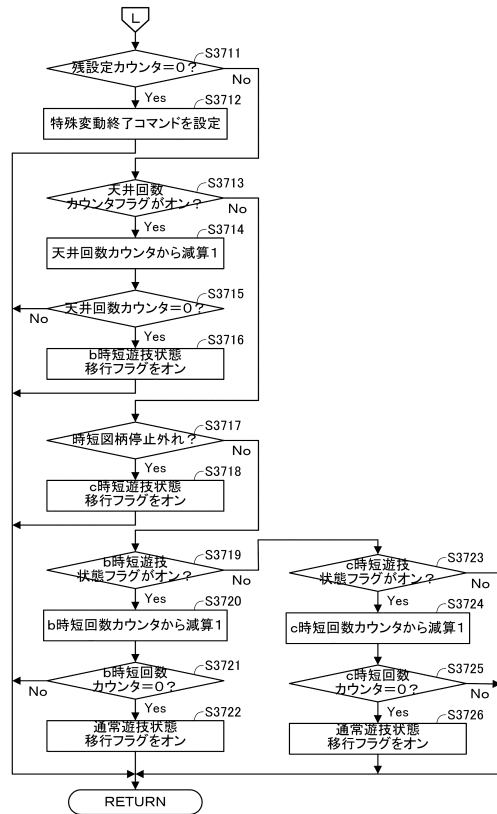 L
S3711
残設定カウンタ=0?
No
Yes
S3712
特殊変動終了コマンドを設定
S3713
天井回数
カウンタフラグがオン?
No
Yes
S3714
天井回数カウンタから減算1
S3715
天井回数カウンタ=0?
No
Yes
S3716
b時短遊技状態
移行フラグをオン
S3717
時短図柄停止外れ?
No
Yes
S3718
c時短遊技状態
移行フラグをオン
S3719
b時短遊技
状態フラグがオン?
No
Yes
S3720
b時短回数カウンタから減算1
S3721
b時短回数
カウンタ=0?
No
Yes
S3722
通常遊技状態
移行フラグをオン
S3723
c時短遊技
状態フラグがオン?
No
Yes
S3724
c時短回数カウンタから減算1
S3725
c時短回数
カウンタ=0?
No
Yes
S3726
通常遊技状態
移行フラグをオン
RETURN